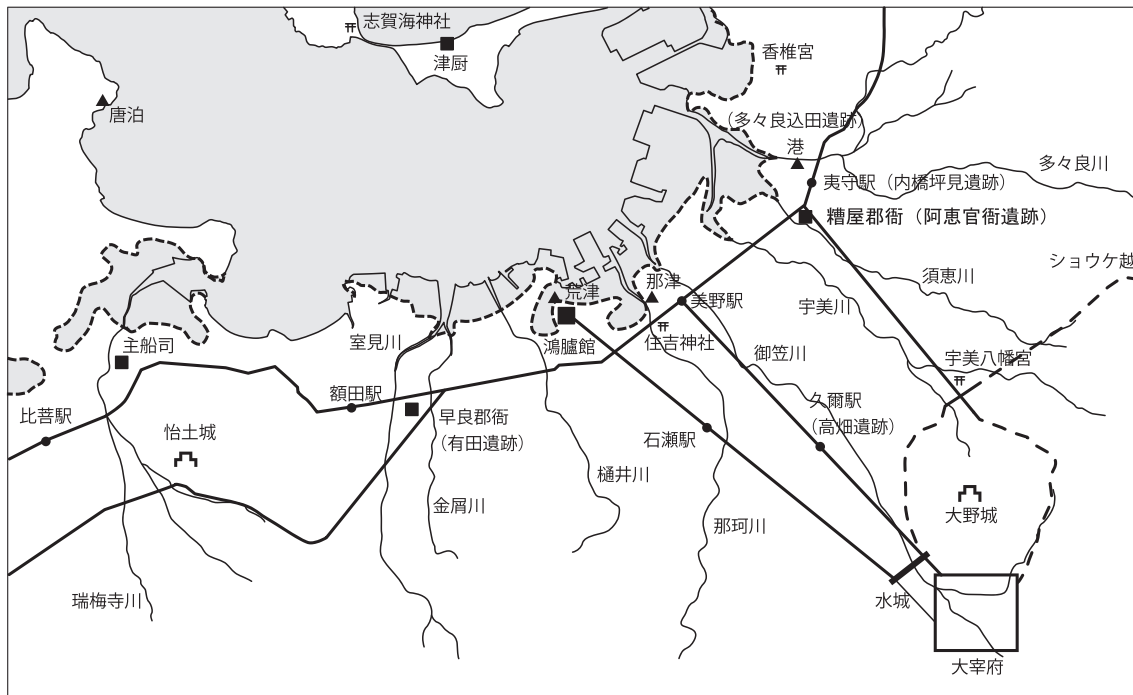 志賀海神社
津厨
香椎宮
唐泊
（多々良込田遺跡）
港
多々良川
夷守駅（内橋坪見遺跡）
糟屋郡衙（阿恵官衙遺跡）
ショウケ越
須恵川
宇美川
那津
荒津
美野駅
主船司
室見川
鴻臚館
住吉神社
御笠川
宇美八幡宮
額田駅
久爾駅
（高畑遺跡）
比菩駅
早良郡衙
（有田遺跡）
怡土城
石瀬駅
樋井川
金屑川
大野城
那珂川
瑞梅寺川
水城
大宰府